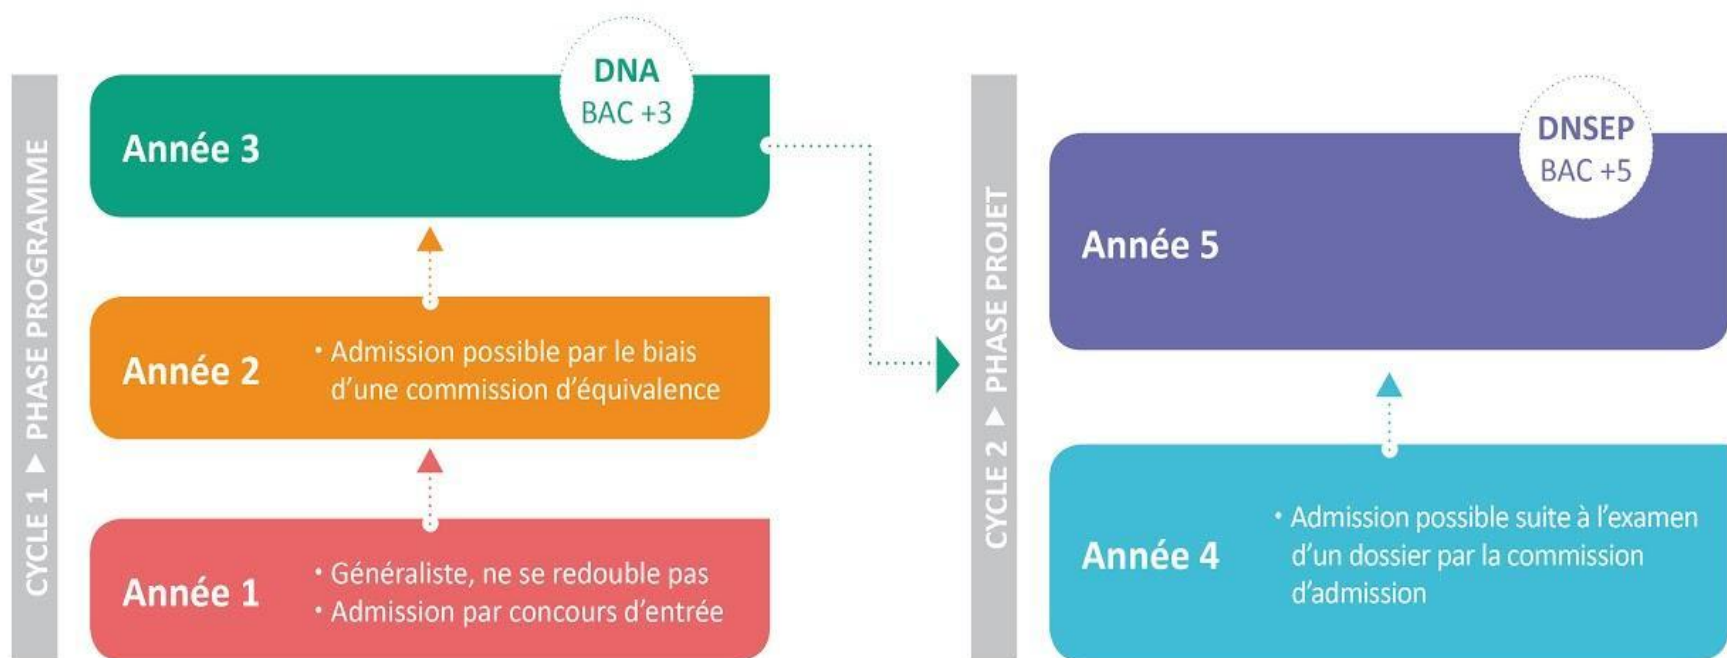 CYCLE 1 ▶ PHASE PROGRAMME
DNA
BAC +3
Année 3
Année 2
• Admission possible par le biais
d’une commission d’équivalence
Année 1
• Généraliste, ne se redouble pas
• Admission par concours d’entrée
CYCLE 2 ▶ PHASE PROJET
DNSEP
BAC +5
Année 5
Année 4
• Admission possible suite à l’examen
d’un dossier par la commission
d’admission